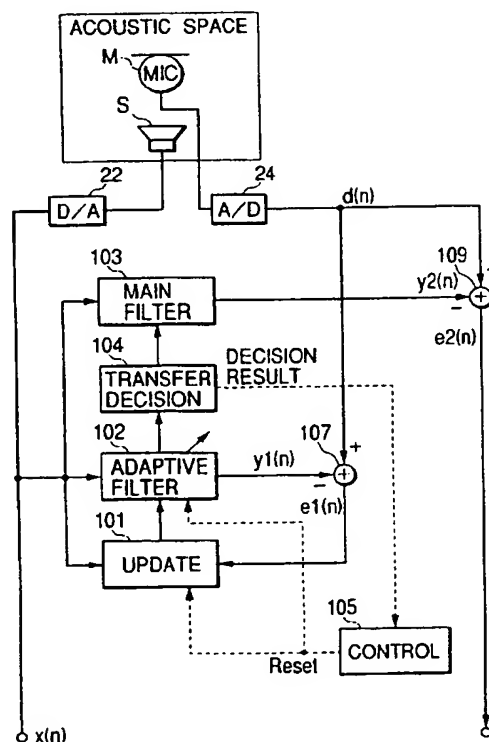 ACOUSTIC SPACE
M
MIC
S
22
D/A
24
A/D
d(n)
103
MAIN
FILTER
y2(n)
109
+
−
e2(n)
104
TRANSFER
DECISION
DECISION
RESULT
102
ADAPTIVE
FILTER
y1(n)
107
+
−
e1(n)
101
UPDATE
105
CONTROL
Reset
x(n)